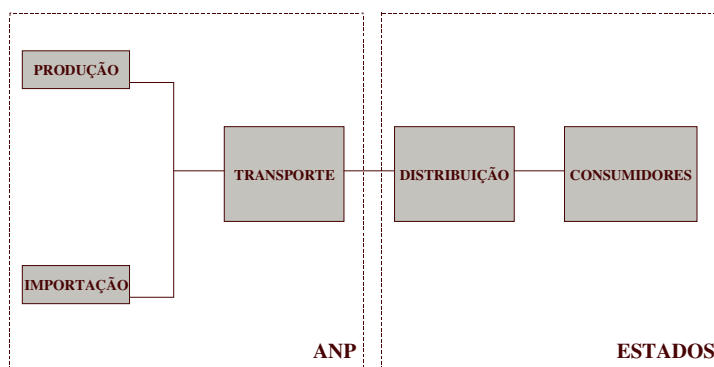 PRODUÇÃO
IMPORTAÇÃO
TRANSPORTE
DISTRIBUIÇÃO
CONSUMIDORES
ANP
ESTADOS